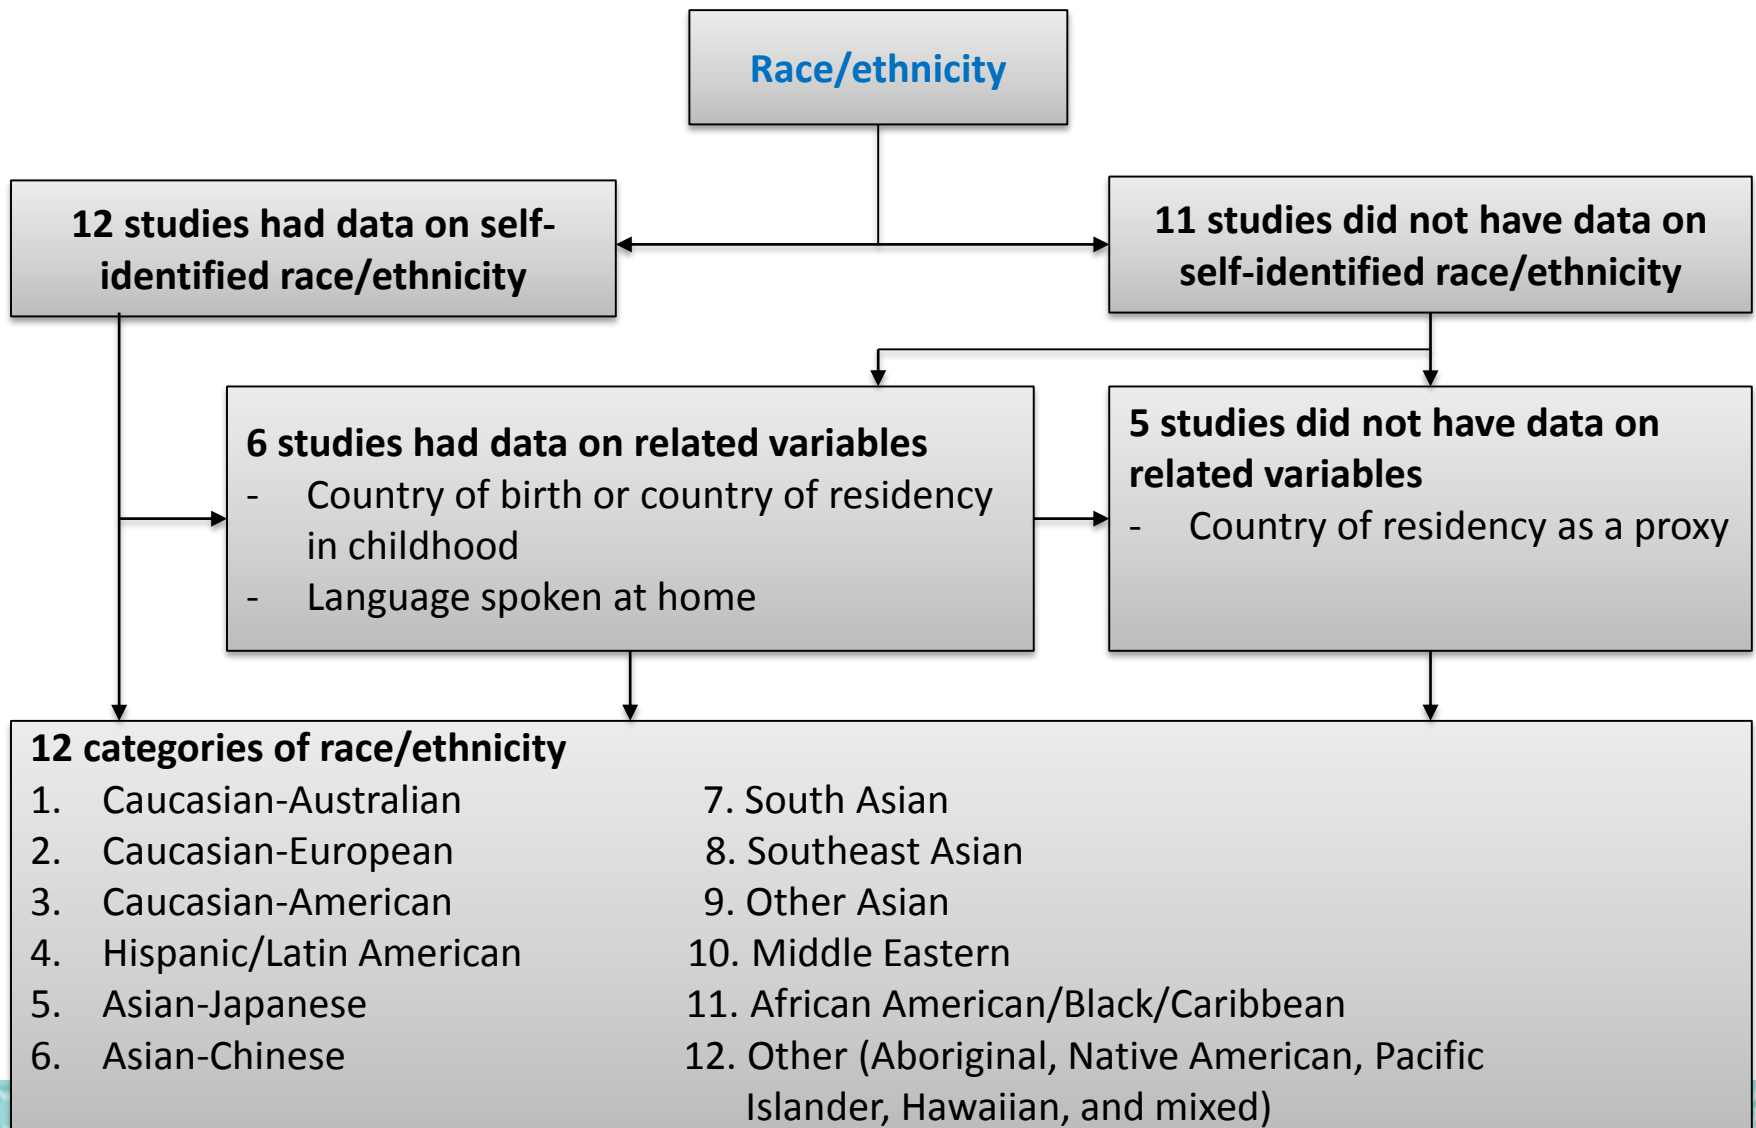 Race/ethnicity
12 studies had data on self-
identified race/ethnicity
11 studies did not have data on
self-identified race/ethnicity
6 studies had data on related variables
- Country of birth or country of residency
in childhood
- Language spoken at home
5 studies did not have data on
related variables
- Country of residency as a proxy
12 categories of race/ethnicity
1. Caucasian-Australian
2. Caucasian-European
3. Caucasian-American
4. Hispanic/Latin American
5. Asian-Japanese
6. Asian-Chinese
7. South Asian
8. Southeast Asian
9. Other Asian
10. Middle Eastern
11. African American/Black/Caribbean
12. Other (Aboriginal, Native American, Pacific
Islander, Hawaiian, and mixed)